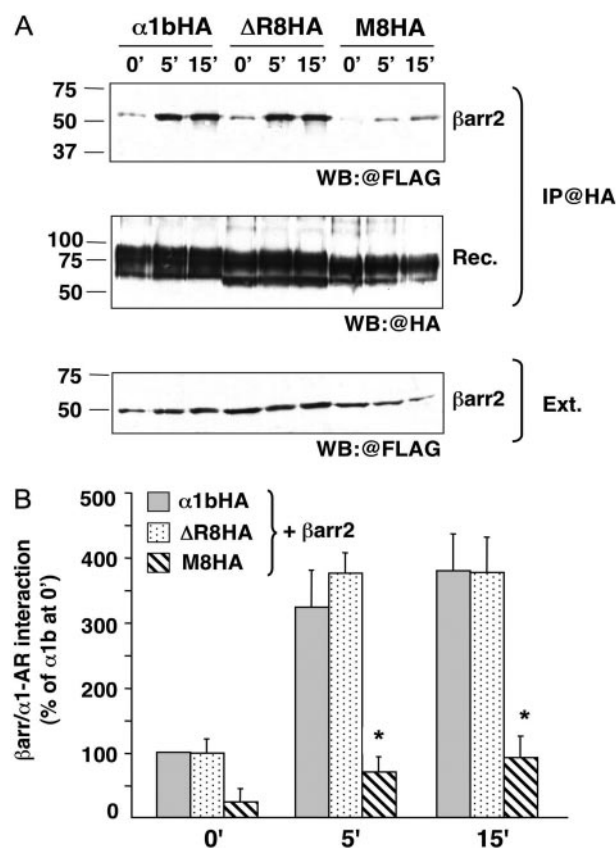 A
α1bHA ΔR8HA M8HA
0' 5' 15' 0' 5' 15' 0' 5' 15'
75
50
37
βarr2
WB:@FLAG
IP@HA
100
75
50
Rec.
WB:@HA
75
50
βarr2
Ext.
WB:@FLAG
B
βarr/α1-AR interaction
(% of α1b at 0')
500
400
300
200
100
0
α1bHA
ΔR8HA
M8HA
+ βarr2
*
*
0' 5' 15'